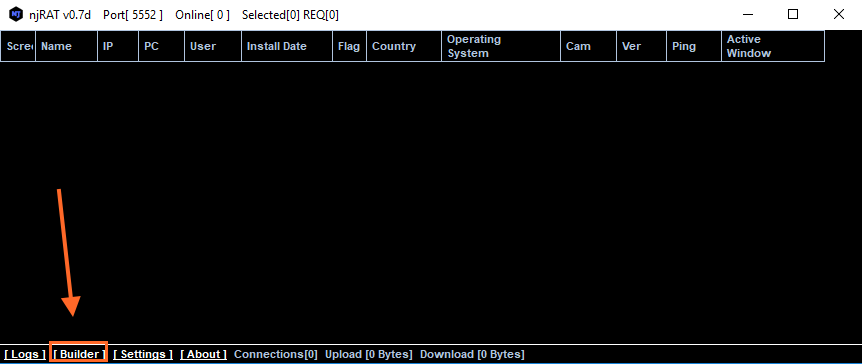 njRAT v0.7d Port[ 5552 ] Online[ 0 ] Selected[0] REQ[0]
Scree Name IP PC User Install Date Flag Country Operating System Cam Ver Ping Active Window
[ Logs ] [ Builder ] [ Settings ] [ About ] Connections[0] Upload [0 Bytes] Download [0 Bytes]